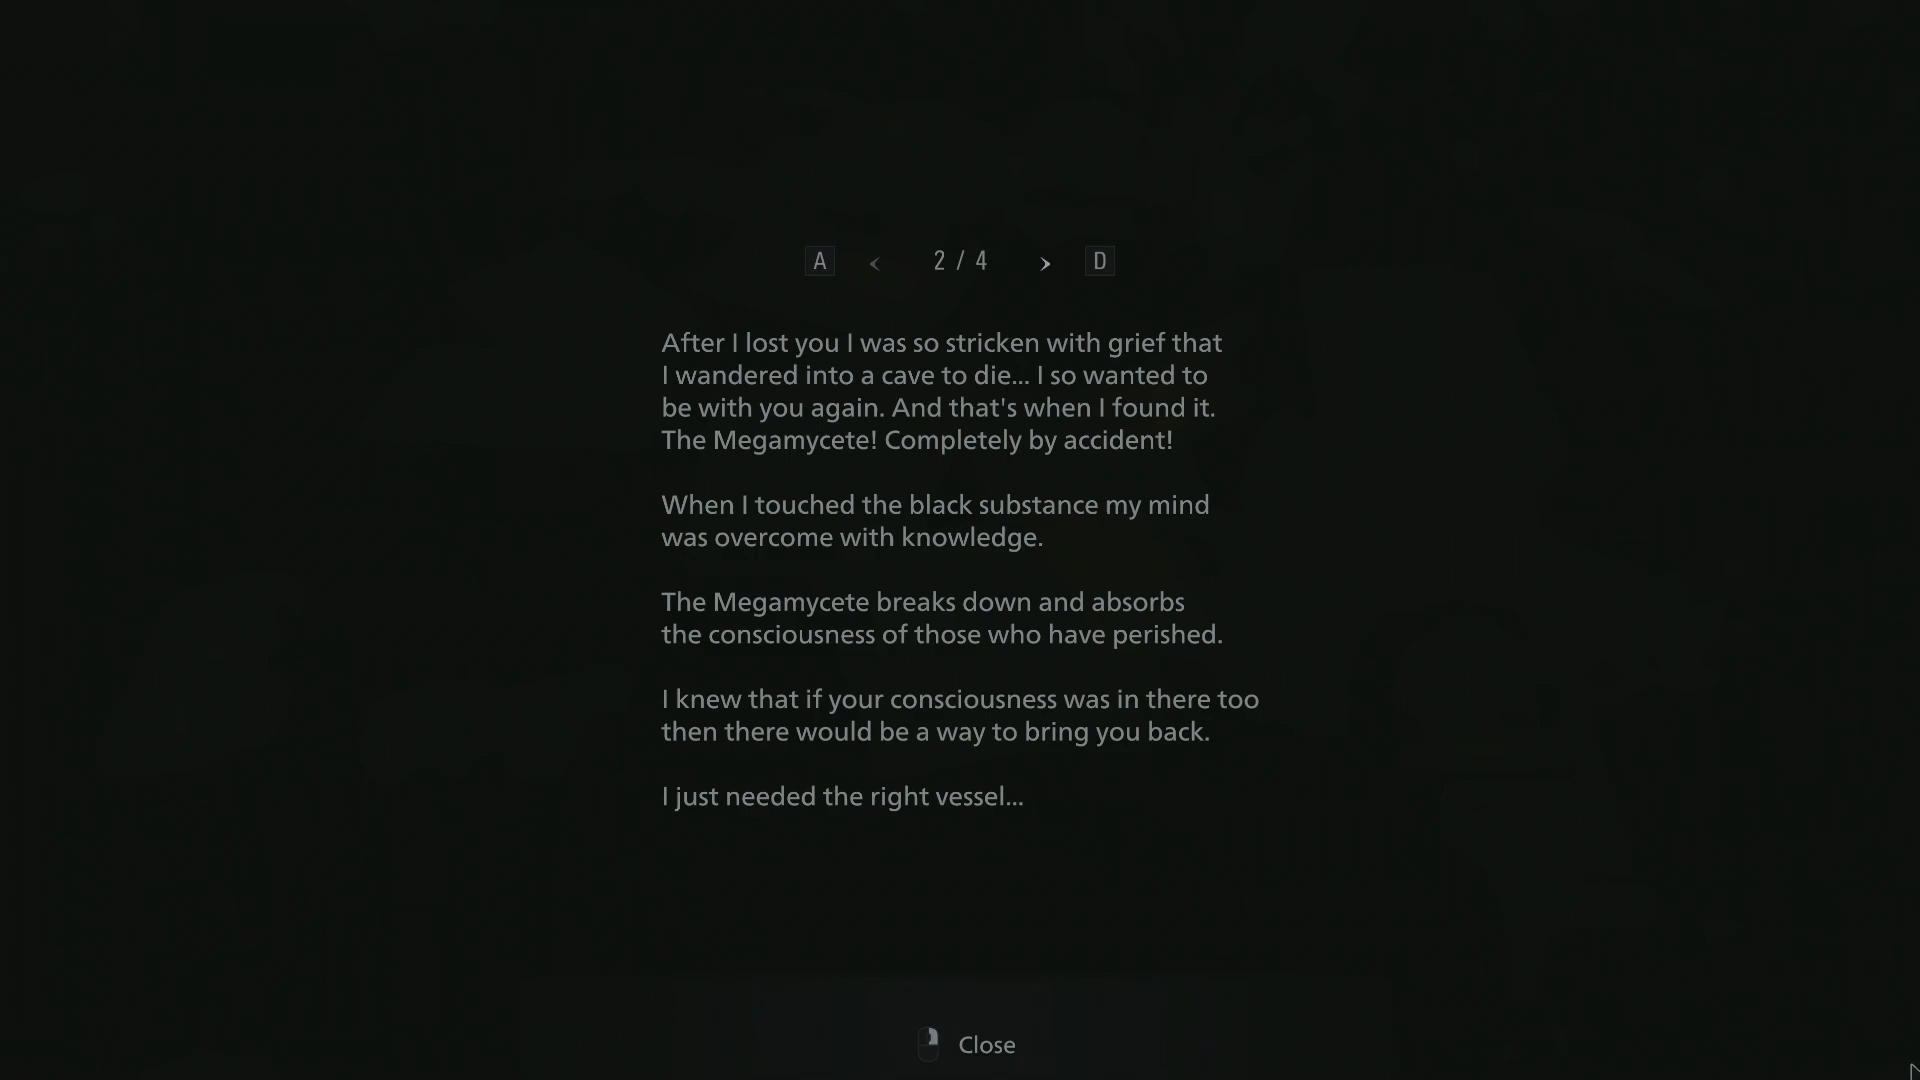 A < 2 / 4 > D
After I lost you I was so stricken with grief that
I wandered into a cave to die... I so wanted to
be with you again. And that's when I found it.
The Megamycete! Completely by accident!
When I touched the black substance my mind
was overcome with knowledge.
The Megamycete breaks down and absorbs
the consciousness of those who have perished.
I knew that if your consciousness was in there too
then there would be a way to bring you back.
I just needed the right vessel...
Close